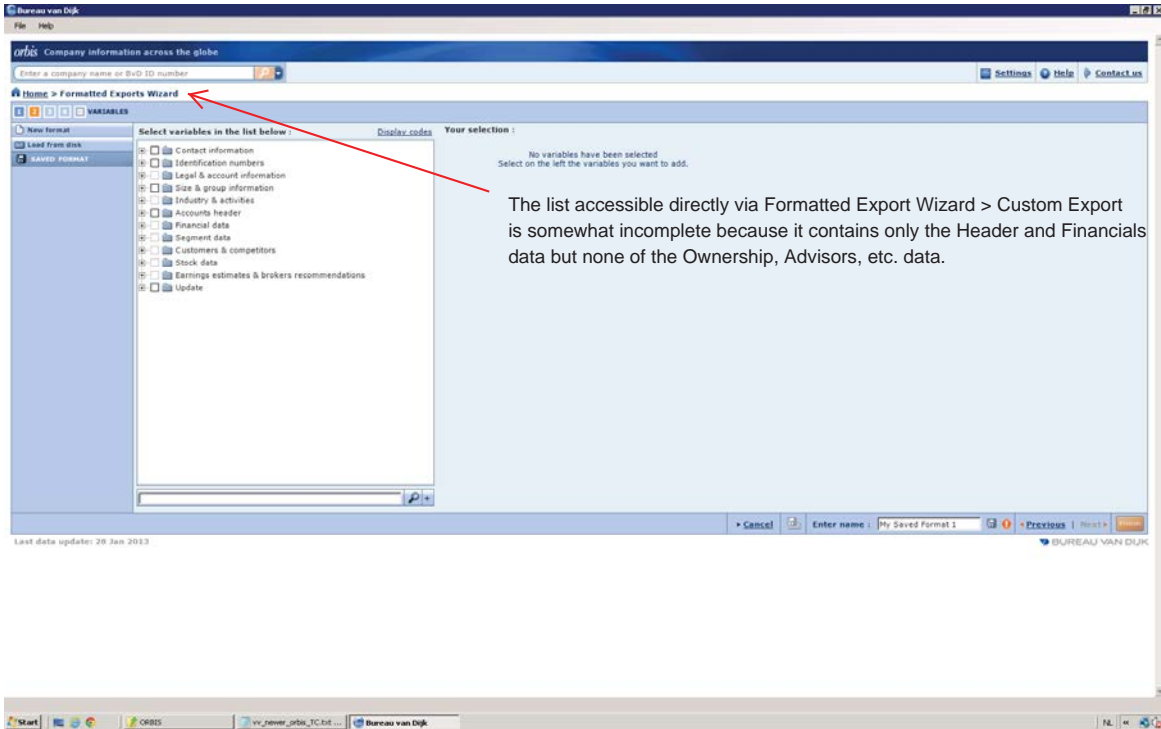 Bureau van Dijk
File Help
orbis Company information across the globe
Enter a company name or BvD ID number
Settings Help Contact us
Home > Formatted Exports Wizard
1 2 3 4 VARIABLES
New format
Load from disk
SAVED FORMAT
Select variables in the list below : Display codes
Contact information
Identification numbers
Legal & account information
Size & group information
Industry & activities
Accounts header
Financial data
Segment data
Customers & competitors
Stock data
Earnings estimates & brokers recommendations
Update
Your selection :
No variables have been selected
Select on the left the variables you want to add.
The list accessible directly via Formatted Export Wizard > Custom Export
is somewhat incomplete because it contains only the Header and Financials
data but none of the Ownership, Advisors, etc. data.
Cancel Enter name : My Saved Format 1 Previous | Next
Last data update: 28 Jan 2013
BUREAU VAN DIJK
Start ORBIS vv_newer_orbis_TC.txt ... Bureau van Dijk NL